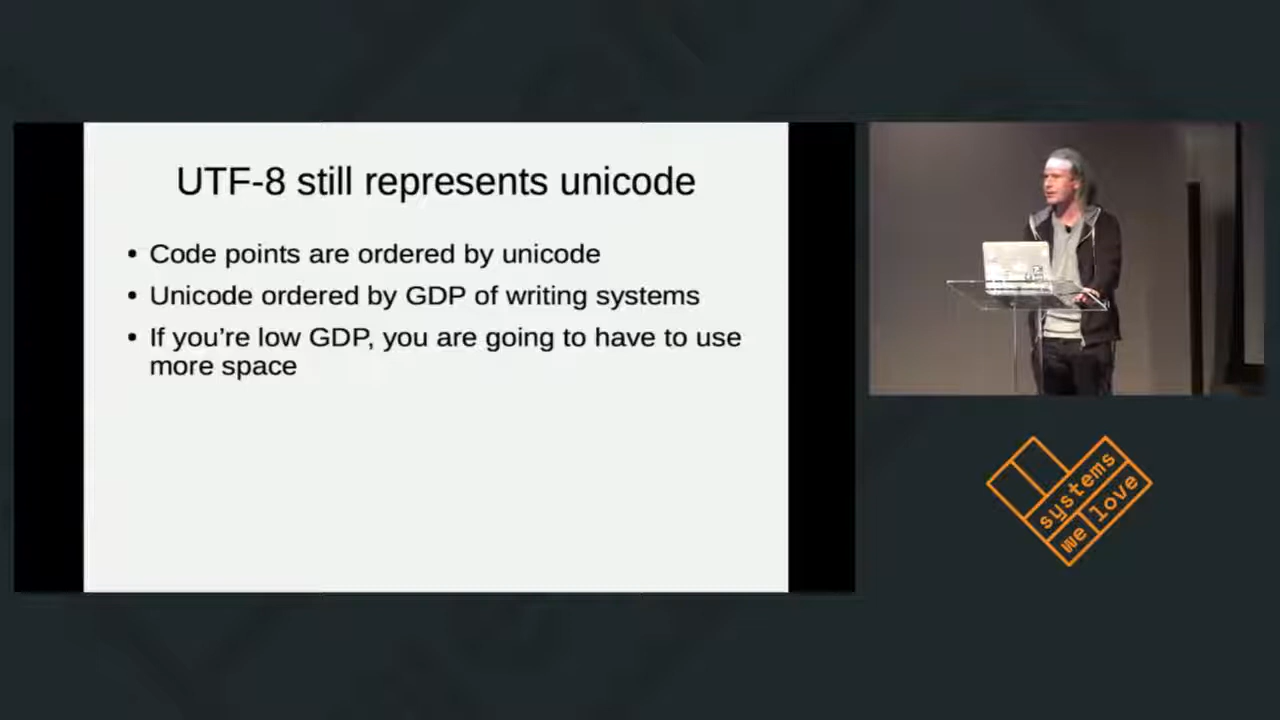 UTF-8 still represents unicode
• Code points are ordered by unicode
• Unicode ordered by GDP of writing systems
• If you’re low GDP, you are going to have to use
more space
systems
we love